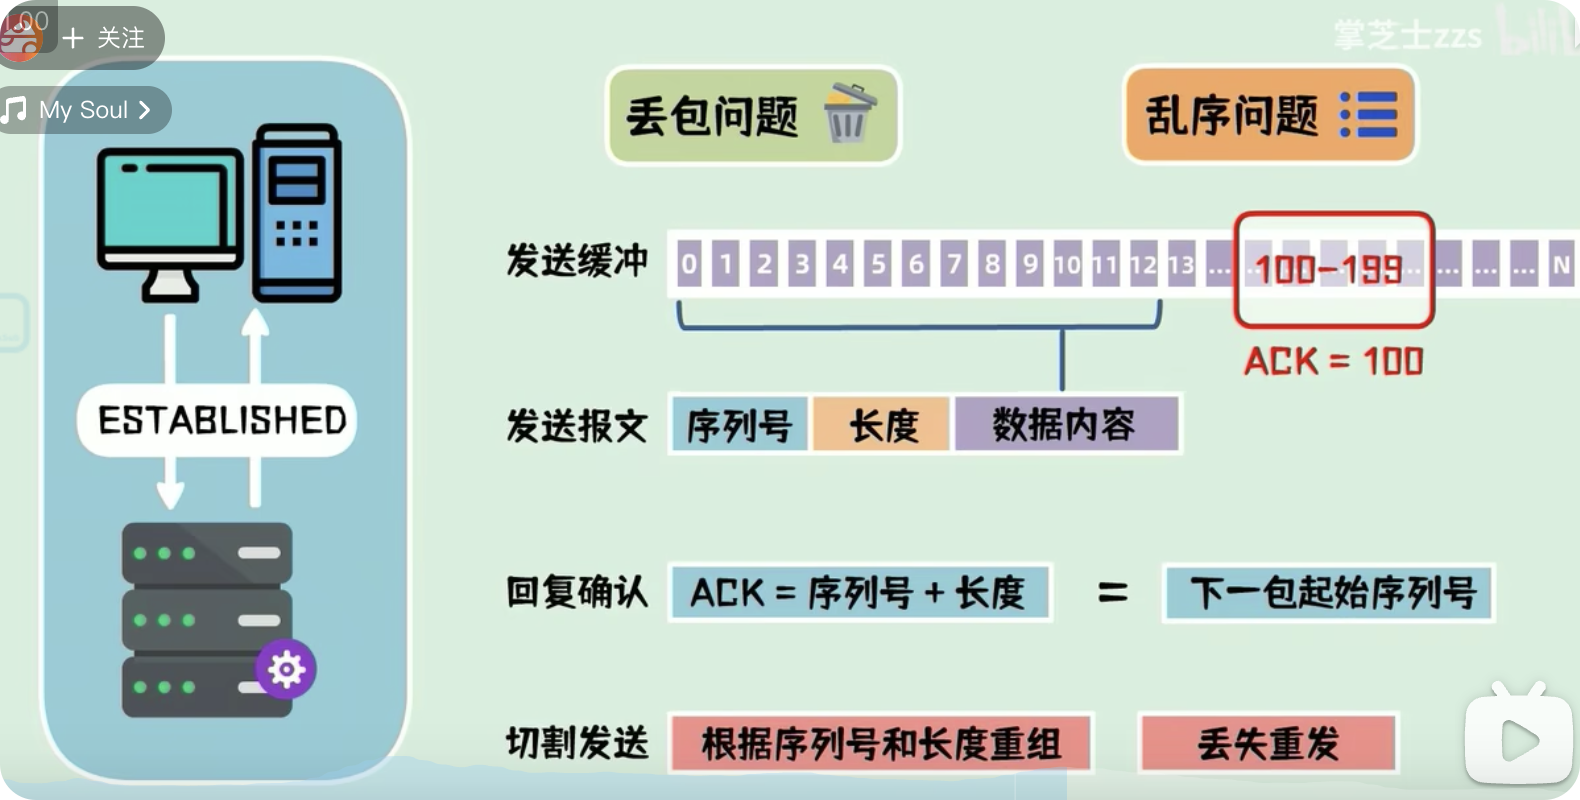 1.00
+ 关注
My Soul >
掌芝士zzs bilibili
丢包问题
乱序问题
发送缓冲 0 1 2 3 4 5 6 7 8 9 10 11 12 13 ... 100-199 ... ... ... N
ACK = 100
ESTABLISHED
发送报文 序列号 长度 数据内容
回复确认 ACK = 序列号 + 长度 = 下一包起始序列号
切割发送 根据序列号和长度重组 丢失重发